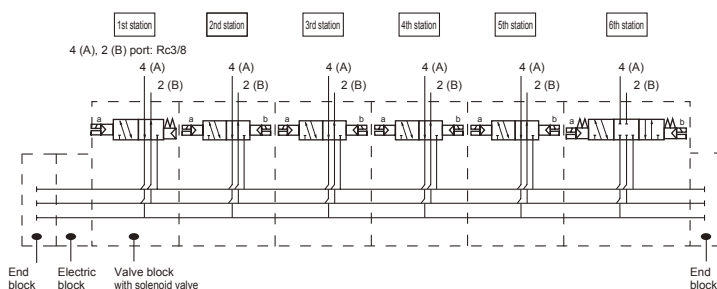 1st station
2nd station
3rd station
4th station
5th station
6th station
4 (A), 2 (B) port: Rc3/8
4 (A)
4 (A)
4 (A)
4 (A)
4 (A)
4 (A)
2 (B)
2 (B)
2 (B)
2 (B)
2 (B)
2 (B)
a
a
b
a
b
a
b
a
b
a
b
End
block
Electric
block
Valve block
with solenoid valve
End
block